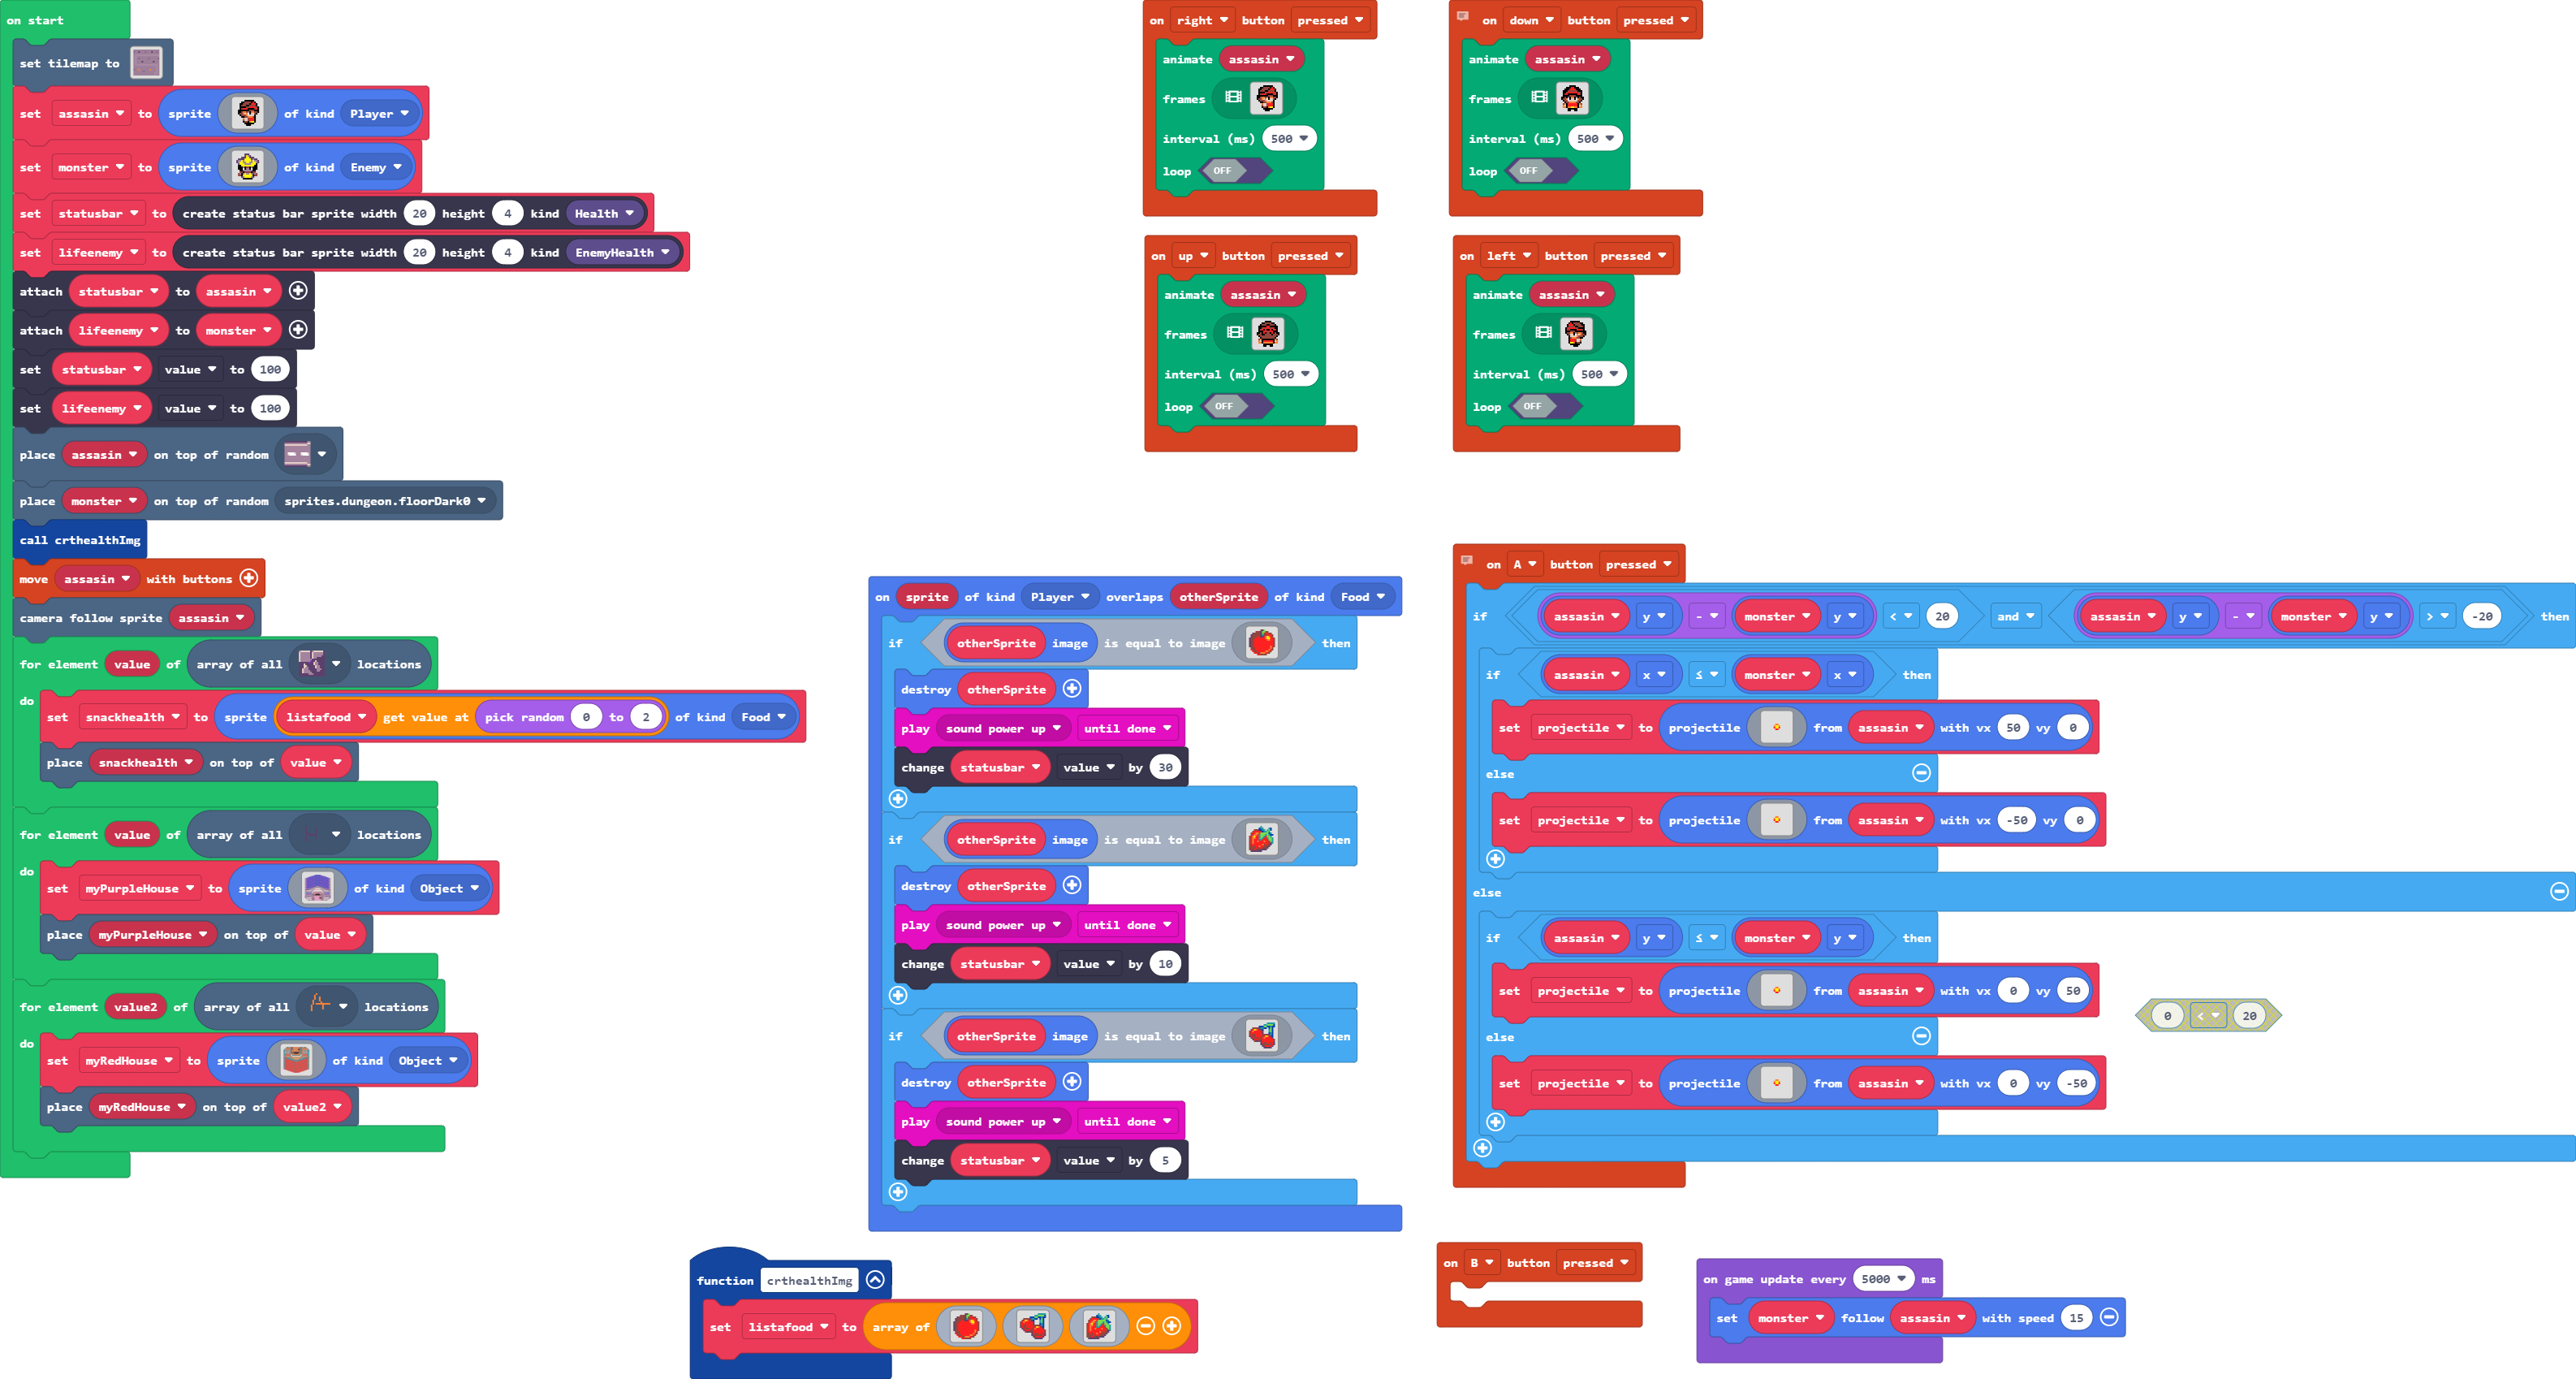 on start
set tilemap to
set assasin to sprite of kind Player
set monster to sprite of kind Enemy
set statusbar to create status bar sprite width 20 height 4 kind Health
set lifeenemy to create status bar sprite width 20 height 4 kind EnemyHealth
attach statusbar to assasin
attach lifeenemy to monster
set statusbar value to 100
set lifeenemy value to 100
place assasin on top of random
place monster on top of random sprites.dungeon.floorDark0
call crthealthImg
move assasin with buttons
camera follow sprite assasin
for element value of array of all locations
do
set snackhealth to sprite listafood get value at pick random 0 to 2 of kind Food
place snackhealth on top of value
for element value of array of all locations
do
set myPurpleHouse to sprite of kind Object
place myPurpleHouse on top of value
for element value2 of array of all locations
do
set myRedHouse to sprite of kind Object
place myRedHouse on top of value2
on right button pressed
animate assasin
frames
interval (ms) 500
loop OFF
on down button pressed
animate assasin
frames
interval (ms) 500
loop OFF
on up button pressed
animate assasin
frames
interval (ms) 500
loop OFF
on left button pressed
animate assasin
frames
interval (ms) 500
loop OFF
on sprite of kind Player overlaps otherSprite of kind Food
if otherSprite image is equal to image then
destroy otherSprite
play sound power up until done
change statusbar value by 30
if otherSprite image is equal to image then
destroy otherSprite
play sound power up until done
change statusbar value by 10
if otherSprite image is equal to image then
destroy otherSprite
play sound power up until done
change statusbar value by 5
function crthealthImg
set listafood to array of
on A button pressed
if assasin y - monster y < 20 and assasin y - monster y > -20 then
if assasin x ≤ monster x then
set projectile to projectile from assasin with vx 50 vy 0
else
set projectile to projectile from assasin with vx -50 vy 0
else
if assasin y ≤ monster y then
set projectile to projectile from assasin with vx 0 vy 50
else
set projectile to projectile from assasin with vx 0 vy -50
0 < 20
on B button pressed
on game update every 5000 ms
set monster follow assasin with speed 15